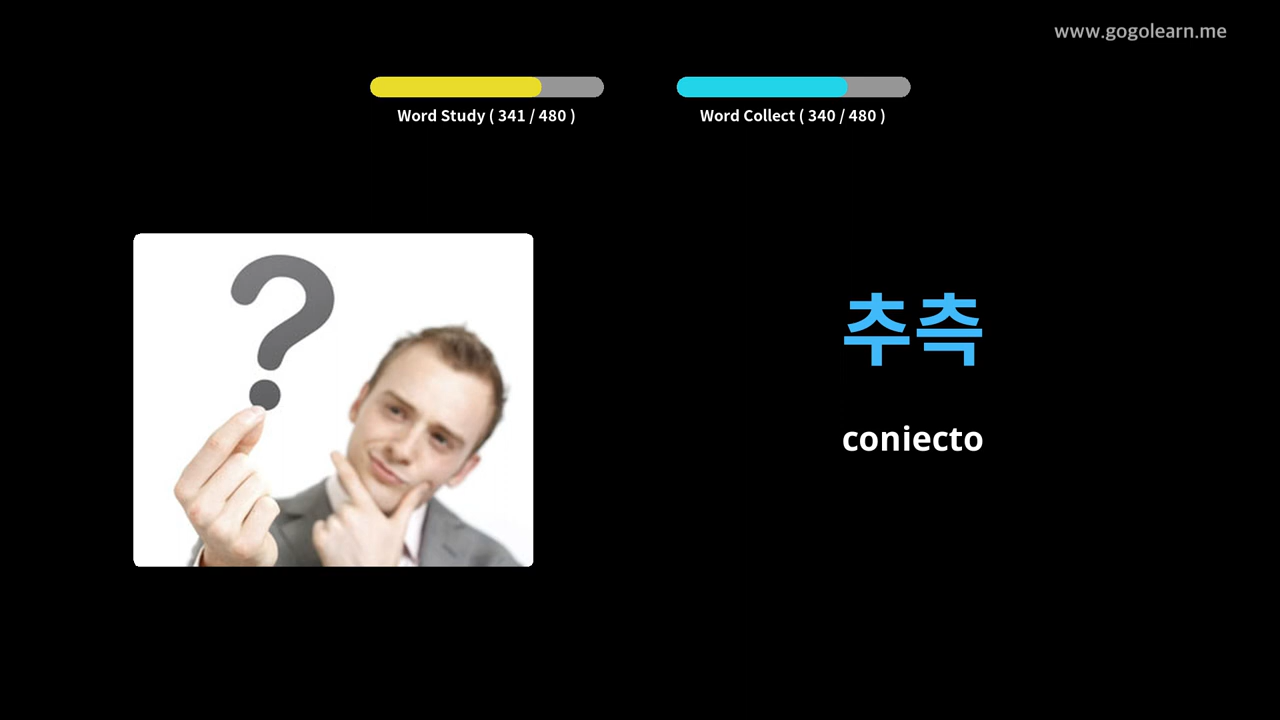 www.gogolearn.me
Word Study ( 341 / 480 )
Word Collect ( 340 / 480 )
?
추측
coniecto